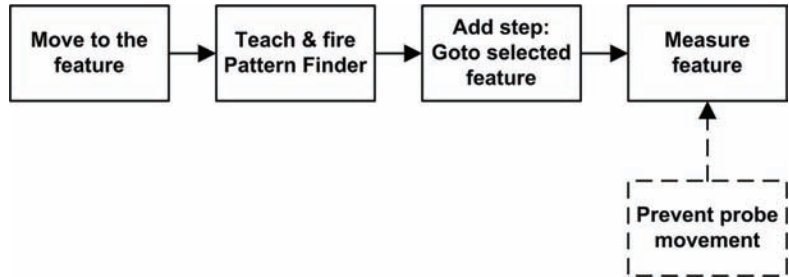 Move to the
feature
Teach & fire
Pattern Finder
Add step:
Goto selected
feature
Measure
feature
Prevent probe
movement